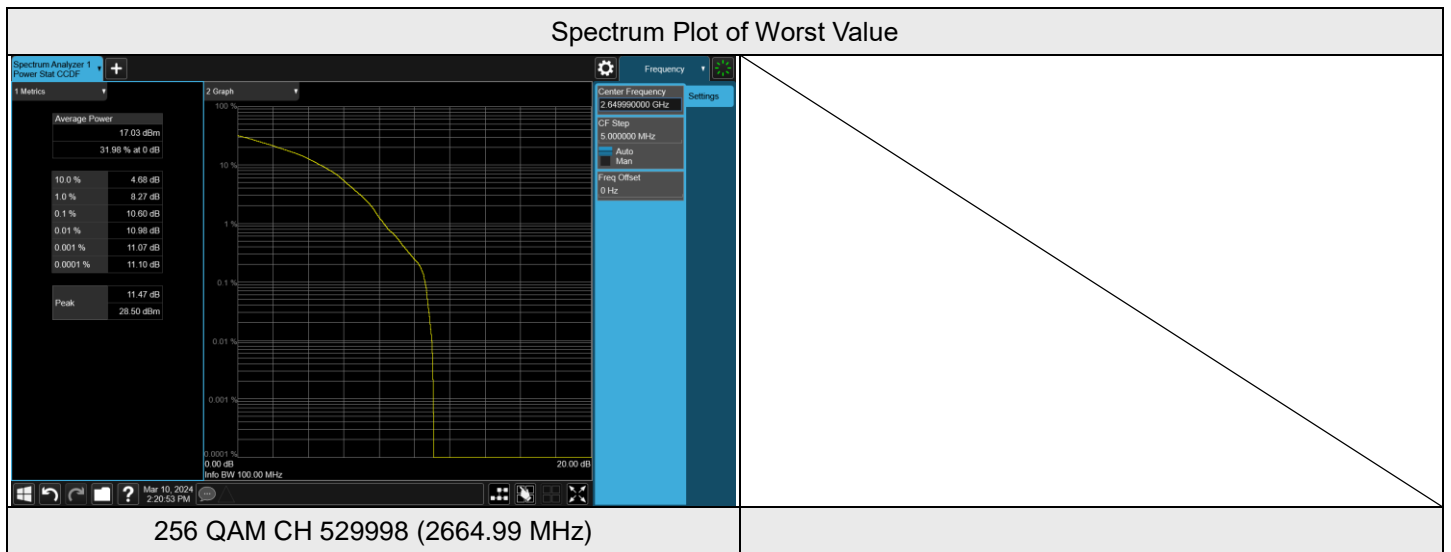 Spectrum Plot of Worst Value
Spectrum Analyzer 1
Power Stat CCDF
Frequency
1 Metrics
2 Graph
Center Frequency
2.649990000 GHz
Settings
CF Step
5.000000 MHz
Auto
Man
Freq Offset
0 Hz
Average Power
17.03 dBm
31.98 % at 0 dB
10.0 % 4.68 dB
1.0 % 8.27 dB
0.1 % 10.60 dB
0.01 % 10.98 dB
0.001 % 11.07 dB
0.0001 % 11.10 dB
Peak 11.47 dB
28.50 dBm
100 %
10 %
1 %
0.1 %
0.01 %
0.001 %
0.0001 %
0.00 dB 20.00 dB
Info BW 100.00 MHz
Mar 10, 2024
2:20:53 PM
256 QAM CH 529998 (2664.99 MHz)